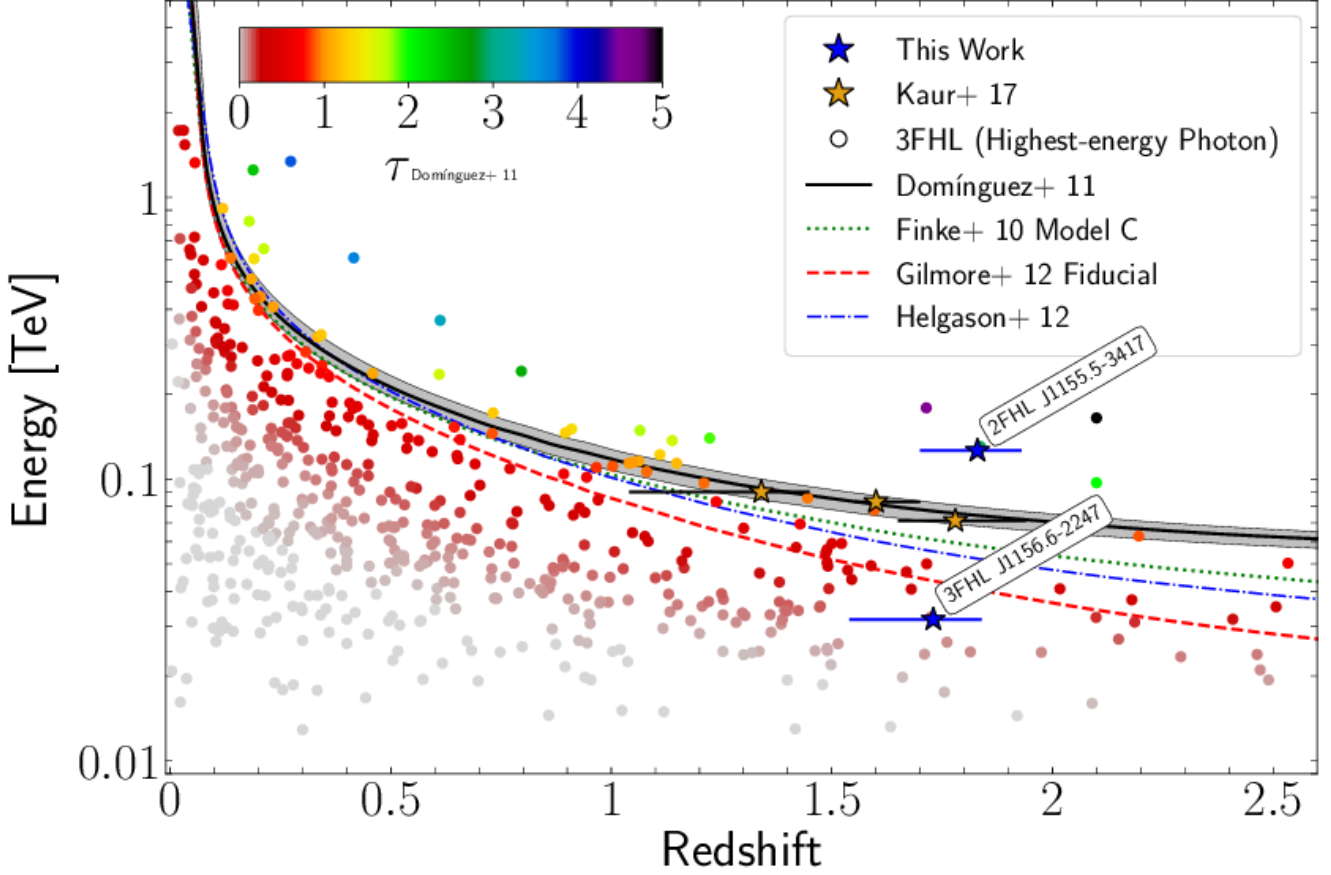 0 1 2 3 4 5
τ Domínguez+ 11
This Work
Kaur+ 17
3FHL (Highest-energy Photon)
Domínguez+ 11
Finke+ 10 Model C
Gilmore+ 12 Fiducial
Helgason+ 12
2FHL J1155.5-3417
3FHL J1156.6-2247
Energy [TeV]
1
0.1
0.01
0 0.5 1 1.5 2 2.5
Redshift